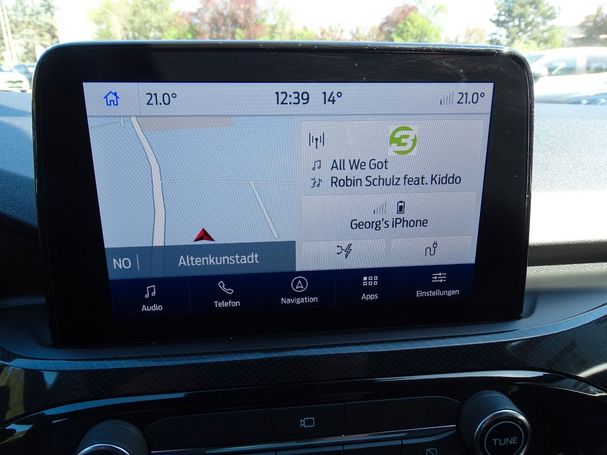 21.0°
12:39 14°
21.0°
3
All We Got
Robin Schulz feat. Kiddo
Georg's iPhone
NO | Altenkunstadt
Audio
Telefon
Navigation
Apps
Einstellungen
TUNE